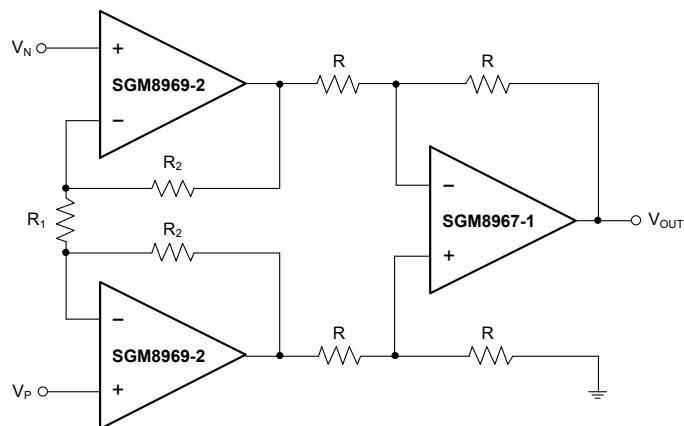 V_N
+
SGM8969-2
−
R
R
R_2
R_1
R_2
−
SGM8967-1
+
V_OUT
−
SGM8969-2
+
R
R
V_P